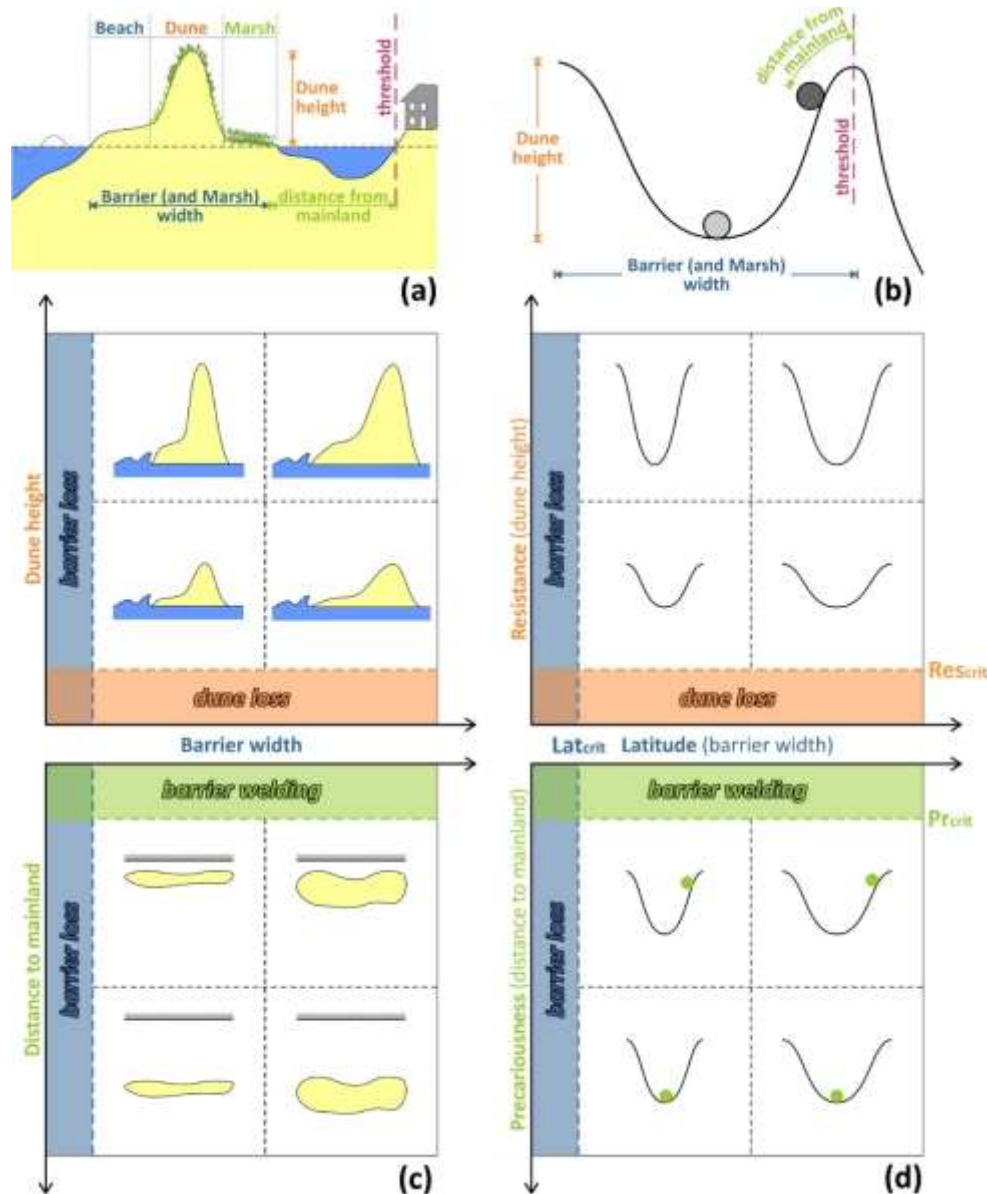 Beach Dune Marsh
Dune
height
threshold
Barrier (and Marsh)
width
distance from
mainland
(a)
distance from
mainland
Dune
height
threshold
Barrier (and Marsh)
width
(b)
Dune height
barrier loss
dune loss
Barrier width
Resistance (dune height)
barrier loss
dune loss
Rescrit
Latcrit Latitude (barrier width)
Distance to mainland
barrier welding
barrier loss
(c)
Precariousness (distance to mainland)
barrier welding
Prcrit
barrier loss
(d)